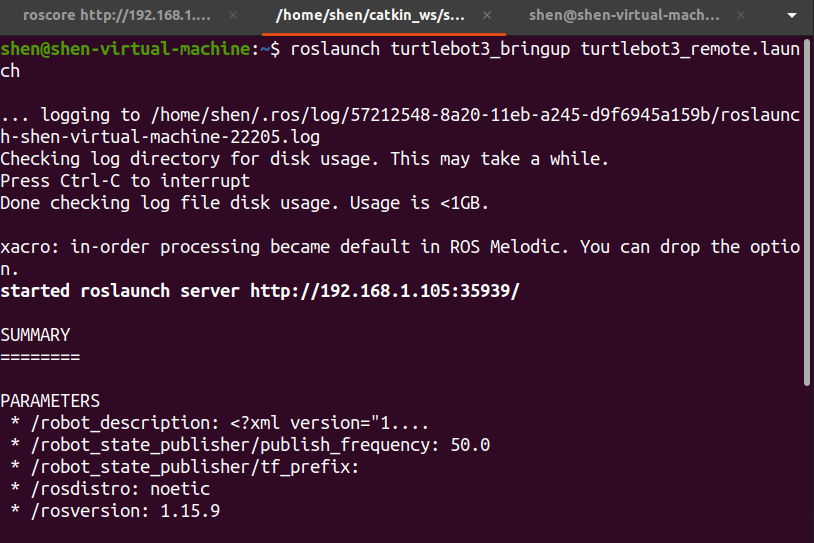 roscore http://192.168.1....
/home/shen/catkin_ws/s...
shen@shen-virtual-mach...
shen@shen-virtual-machine:~$ roslaunch turtlebot3_bringup turtlebot3_remote.laun
ch
... logging to /home/shen/.ros/log/57212548-8a20-11eb-a245-d9f6945a159b/roslaunc
h-shen-virtual-machine-22205.log
Checking log directory for disk usage. This may take a while.
Press Ctrl-C to interrupt
Done checking log file disk usage. Usage is <1GB.
xacro: in-order processing became default in ROS Melodic. You can drop the optio
n.
started roslaunch server http://192.168.1.105:35939/
SUMMARY
========
PARAMETERS
 * /robot_description: <?xml version="1....
 * /robot_state_publisher/publish_frequency: 50.0
 * /robot_state_publisher/tf_prefix:
 * /rosdistro: noetic
 * /rosversion: 1.15.9